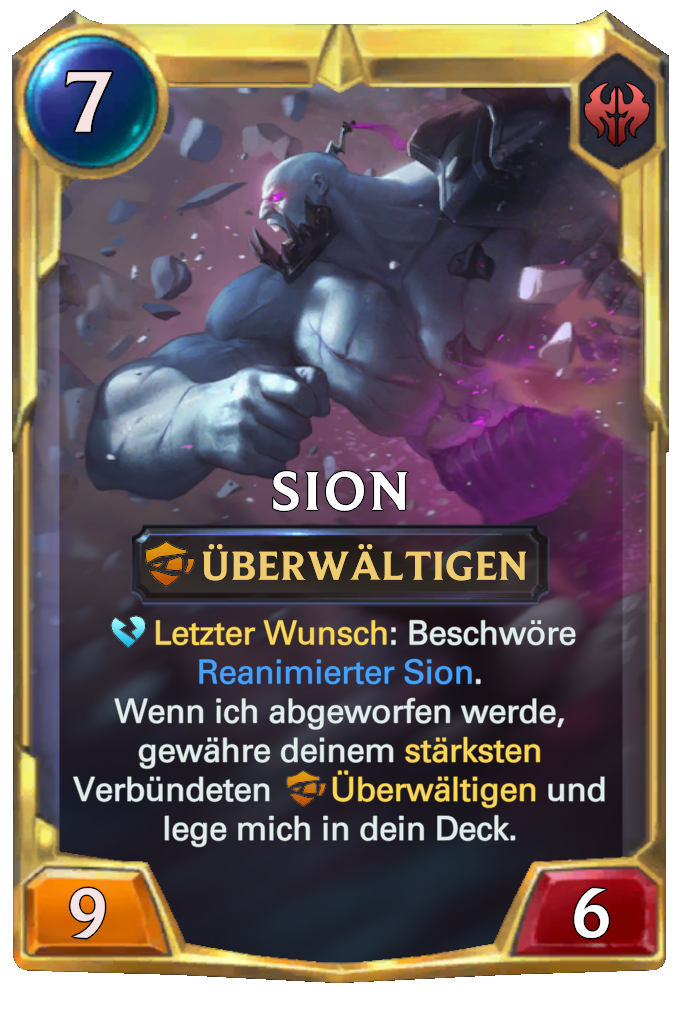 7
SION
ÜBERWÄLTIGEN
Letzter Wunsch: Beschwöre
Reanimierter Sion.
Wenn ich abgeworfen werde,
gewähre deinem stärksten
Verbündeten Überwältigen und
lege mich in dein Deck.
9
6